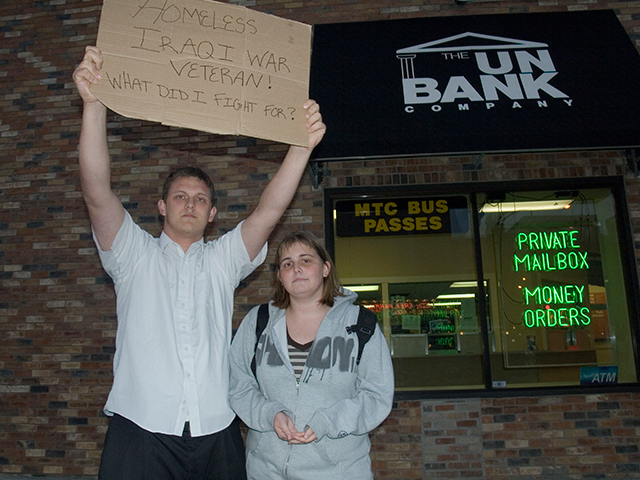 HOMELESS
IRAQI WAR
VETERAN!
WHAT DID I FIGHT FOR?
THE UN
BANK
COMPANY
MTC BUS
PASSES
PRIVATE
MAILBOX
MONEY
ORDERS
ATM